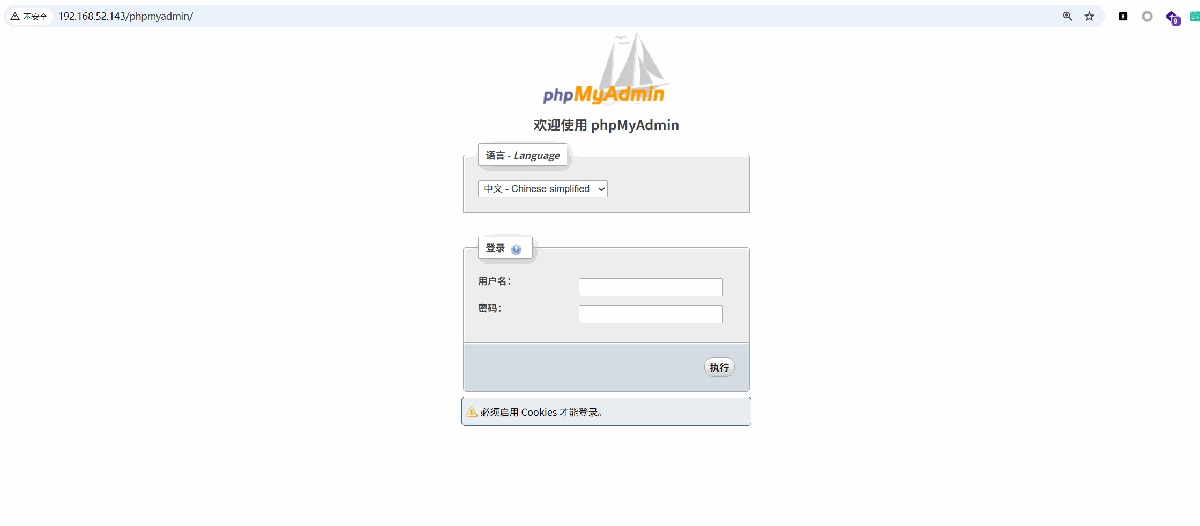 不安全 192.168.52.143/phpmyadmin/
9
phpMyAdmin
欢迎使用 phpMyAdmin
语言 - Language
中文 - Chinese simplified
登录
用户名：
密码：
执行
必须启用 Cookies 才能登录。